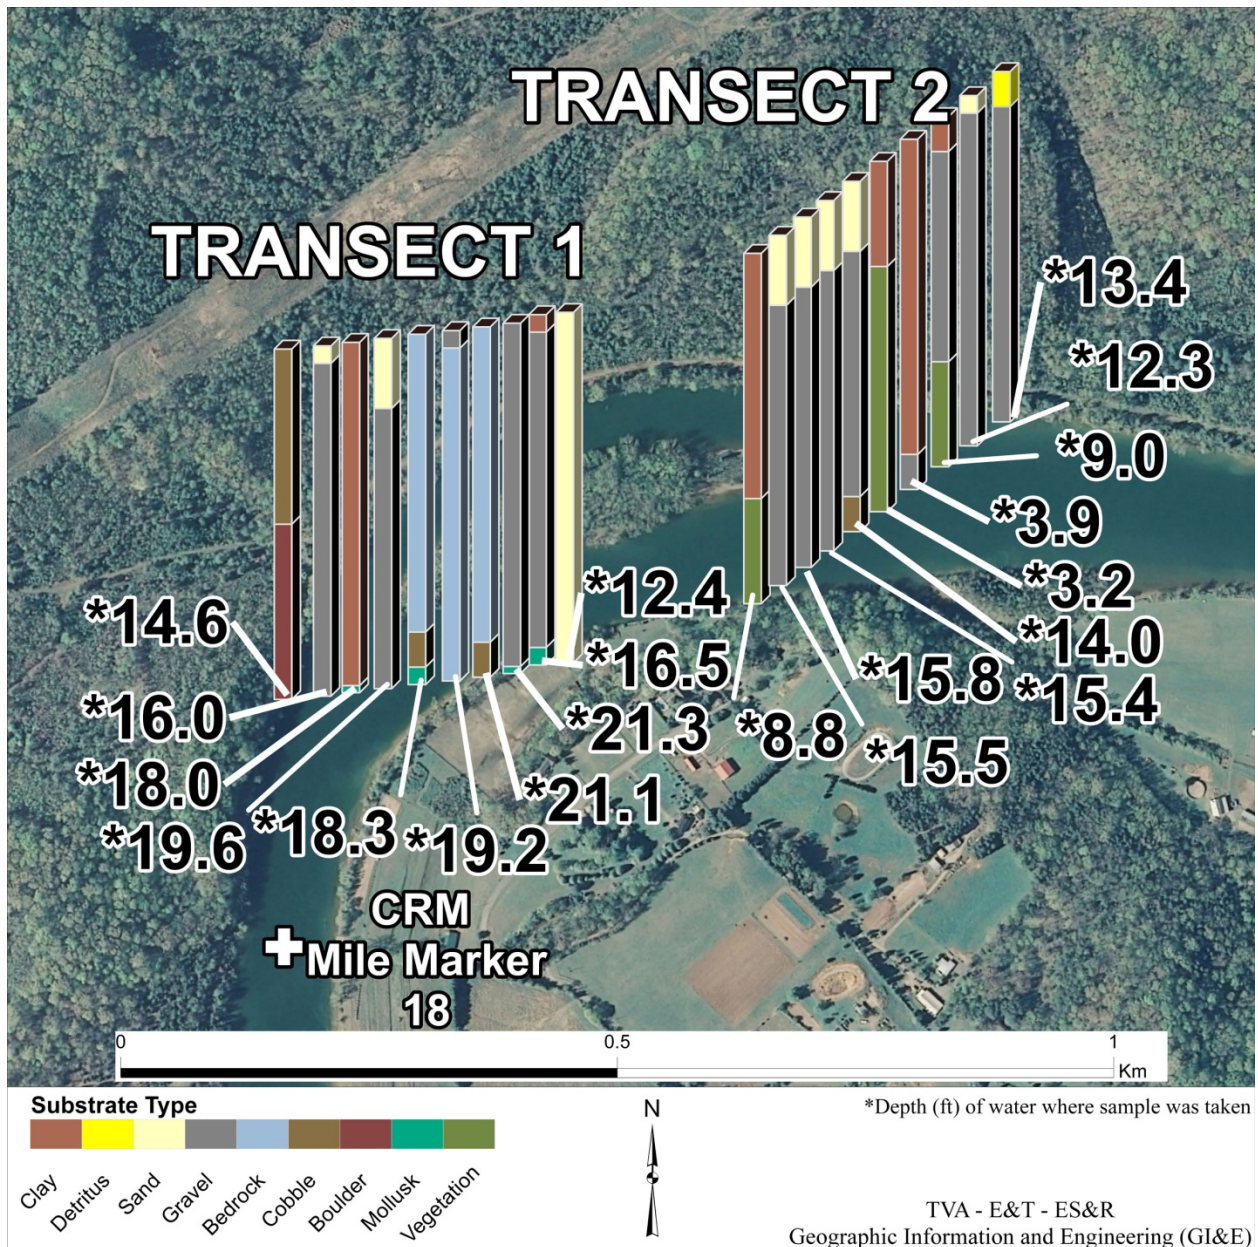 TRANSECT 2
TRANSECT 1
*13.4
*12.3
*9.0
*3.9
*3.2
*14.0
*15.4
*15.8
*15.5
*8.8
*12.4
*16.5
*21.3
*21.1
*19.2
*18.3
*19.6
*18.0
*16.0
*14.6
CRM
Mile Marker
18
0 0.5 1
Km
Substrate Type
Clay
Detritus
Sand
Gravel
Bedrock
Cobble
Boulder
Mollusk
Vegetation
N
*Depth (ft) of water where sample was taken
TVA - E&T - ES&R
Geographic Information and Engineering (GI&E)